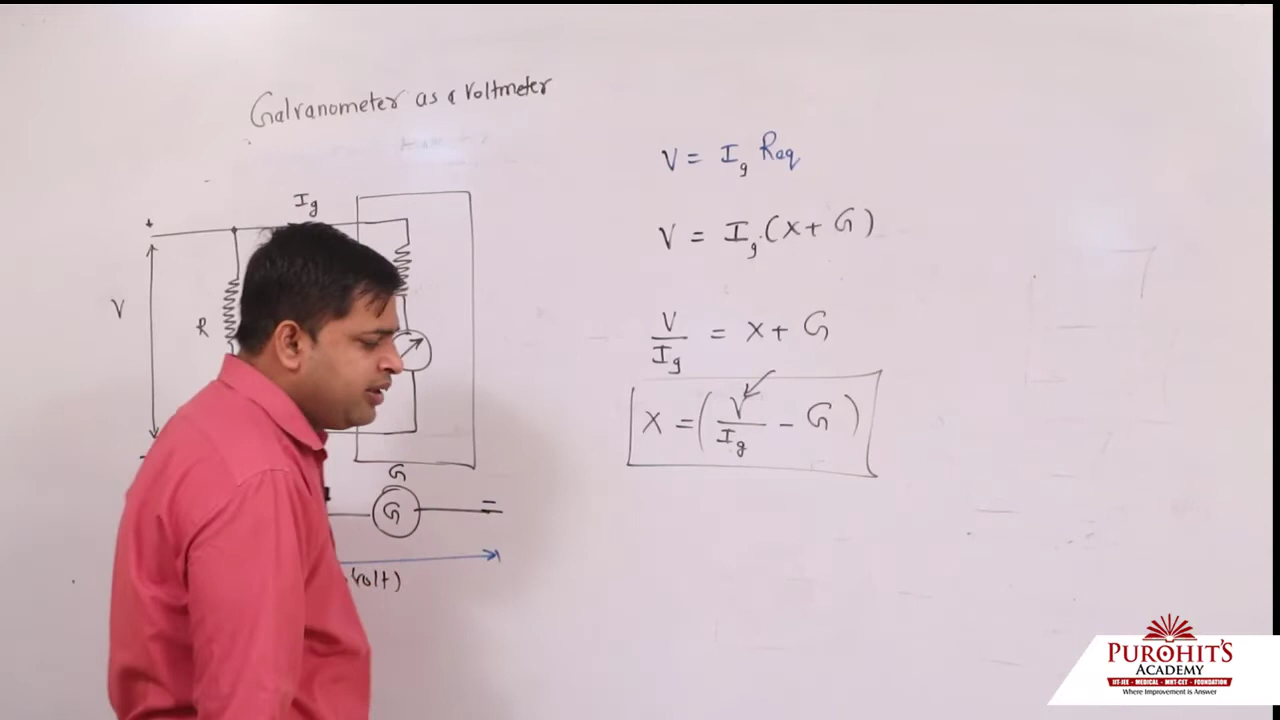 Galvanometer as a Voltmeter
V = Ig Req
Ig
+
V = Ig (x + G)
V
R
V/Ig = x + G
x = (V/Ig - G)
G
G
volt)
PUROHIT'S
ACADEMY
IIT-JEE - MEDICAL - MHT-CET - FOUNDATION
Where Improvement is Answer